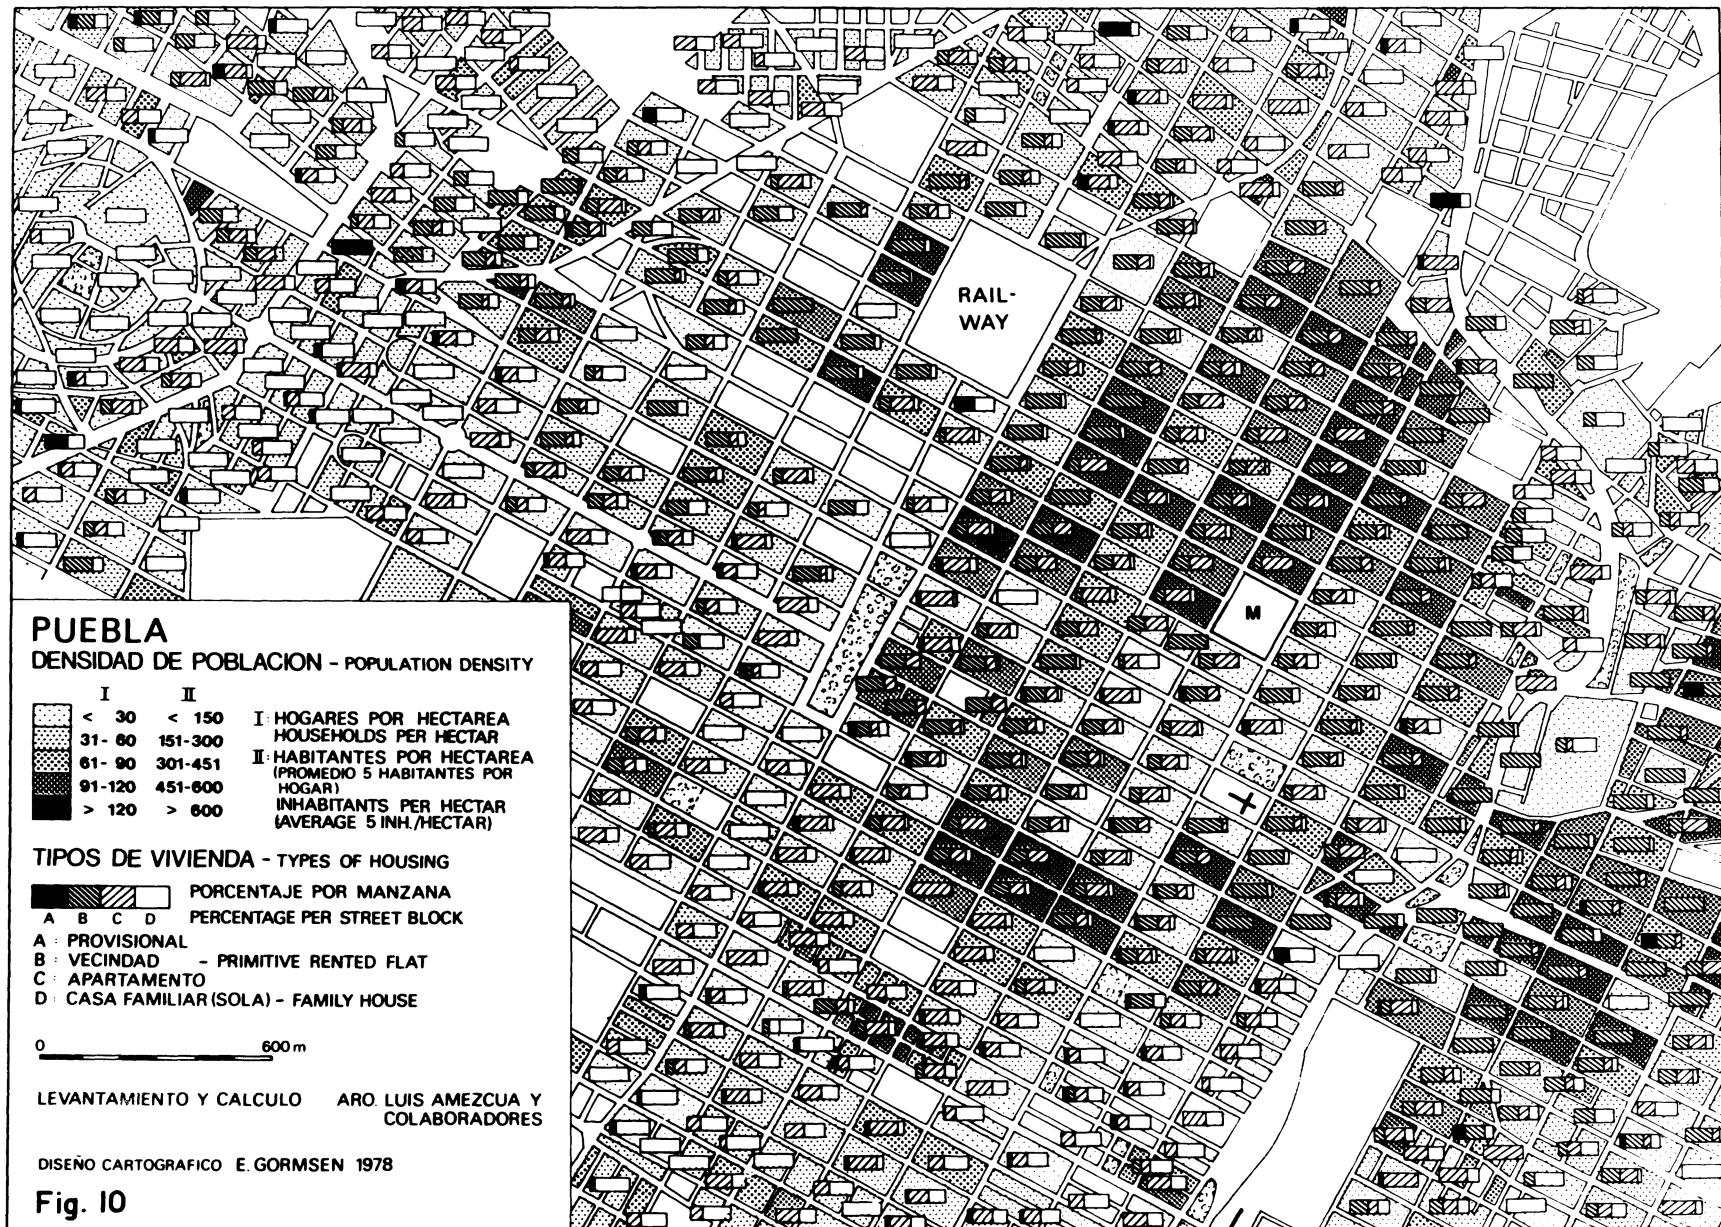 RAIL-
WAY
M
PUEBLA
DENSIDAD DE POBLACION - POPULATION DENSITY
I II
< 30 < 150
31- 60 151-300
61- 90 301-451
91-120 451-600
> 120 > 600
I: HOGARES POR HECTAREA
HOUSEHOLDS PER HECTAR
II: HABITANTES POR HECTAREA
(PROMEDIO 5 HABITANTES POR
HOGAR)
INHABITANTS PER HECTAR
(AVERAGE 5 INH./HECTAR)
TIPOS DE VIVIENDA - TYPES OF HOUSING
PORCENTAJE POR MANZANA
A B C D PERCENTAGE PER STREET BLOCK
A : PROVISIONAL
B : VECINDAD - PRIMITIVE RENTED FLAT
C : APARTAMENTO
D : CASA FAMILIAR (SOLA) - FAMILY HOUSE
0 600 m
LEVANTAMIENTO Y CALCULO ARO. LUIS AMEZCUA Y
COLABORADORES
DISEÑO CARTOGRAFICO E. GORMSEN 1978
Fig. 10